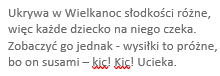 Ukrywa w Wielkanoc słodkości różne,
więc każde dziecko na niego czeka.
Zobaczyć go jednak - wysiłki to próżne,
bo on susami – kic! Kic! Ucieka.